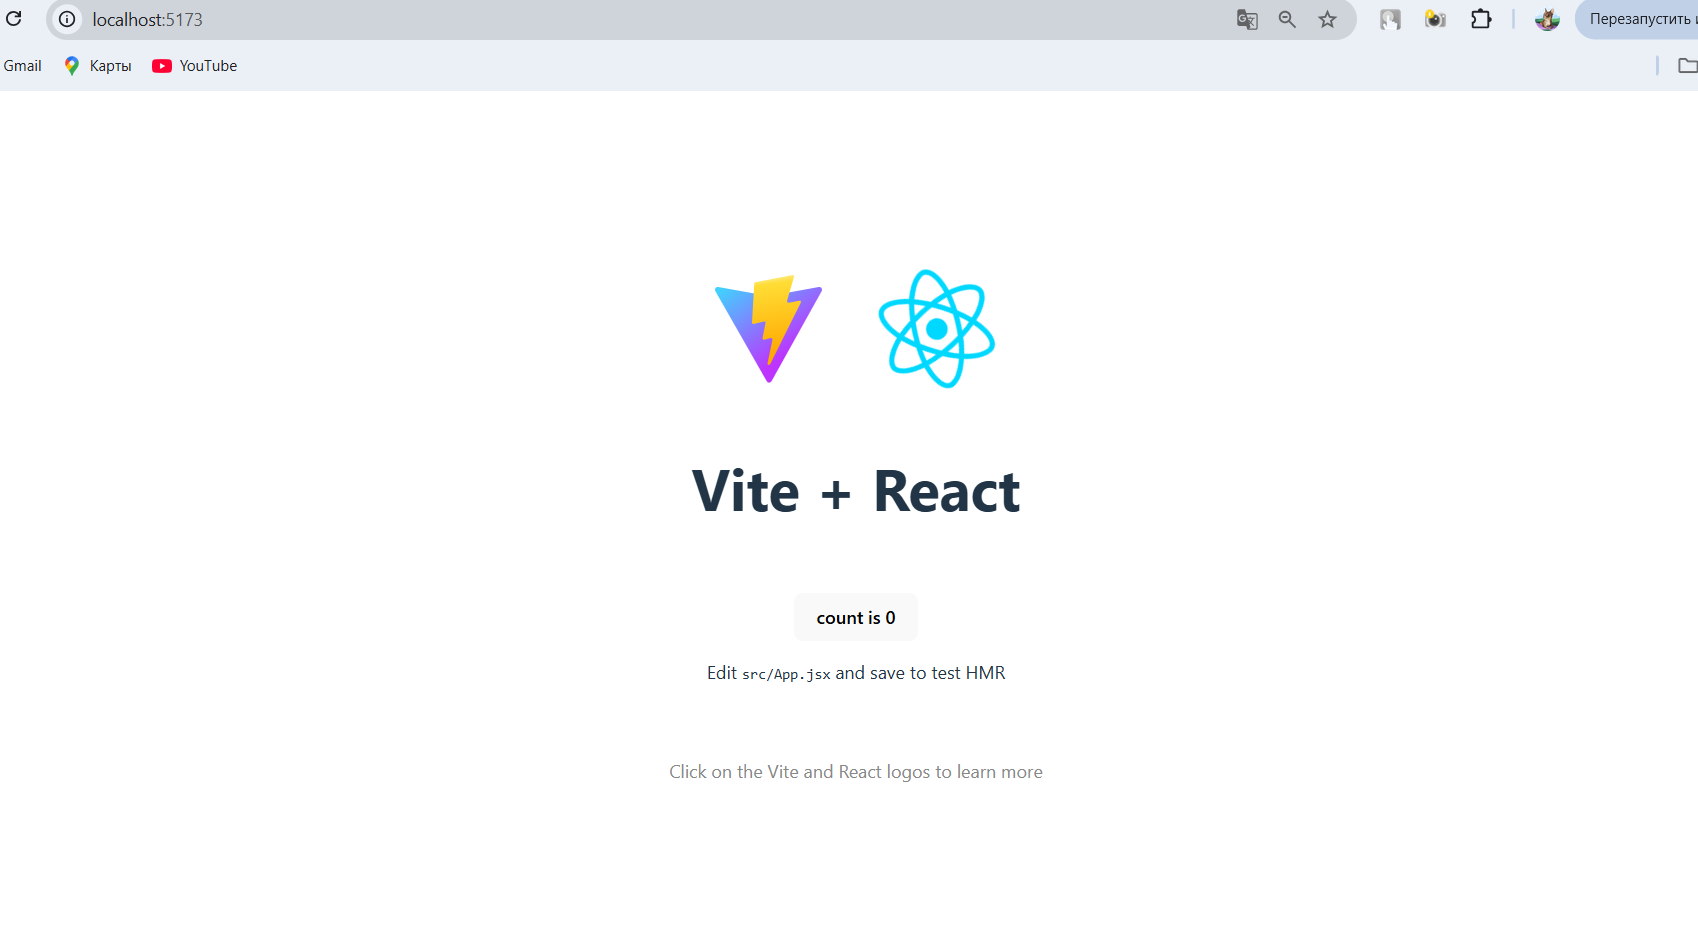 localhost:5173
Перезапустить
Gmail Карты YouTube
Vite + React
count is 0
Edit src/App.jsx and save to test HMR
Click on the Vite and React logos to learn more